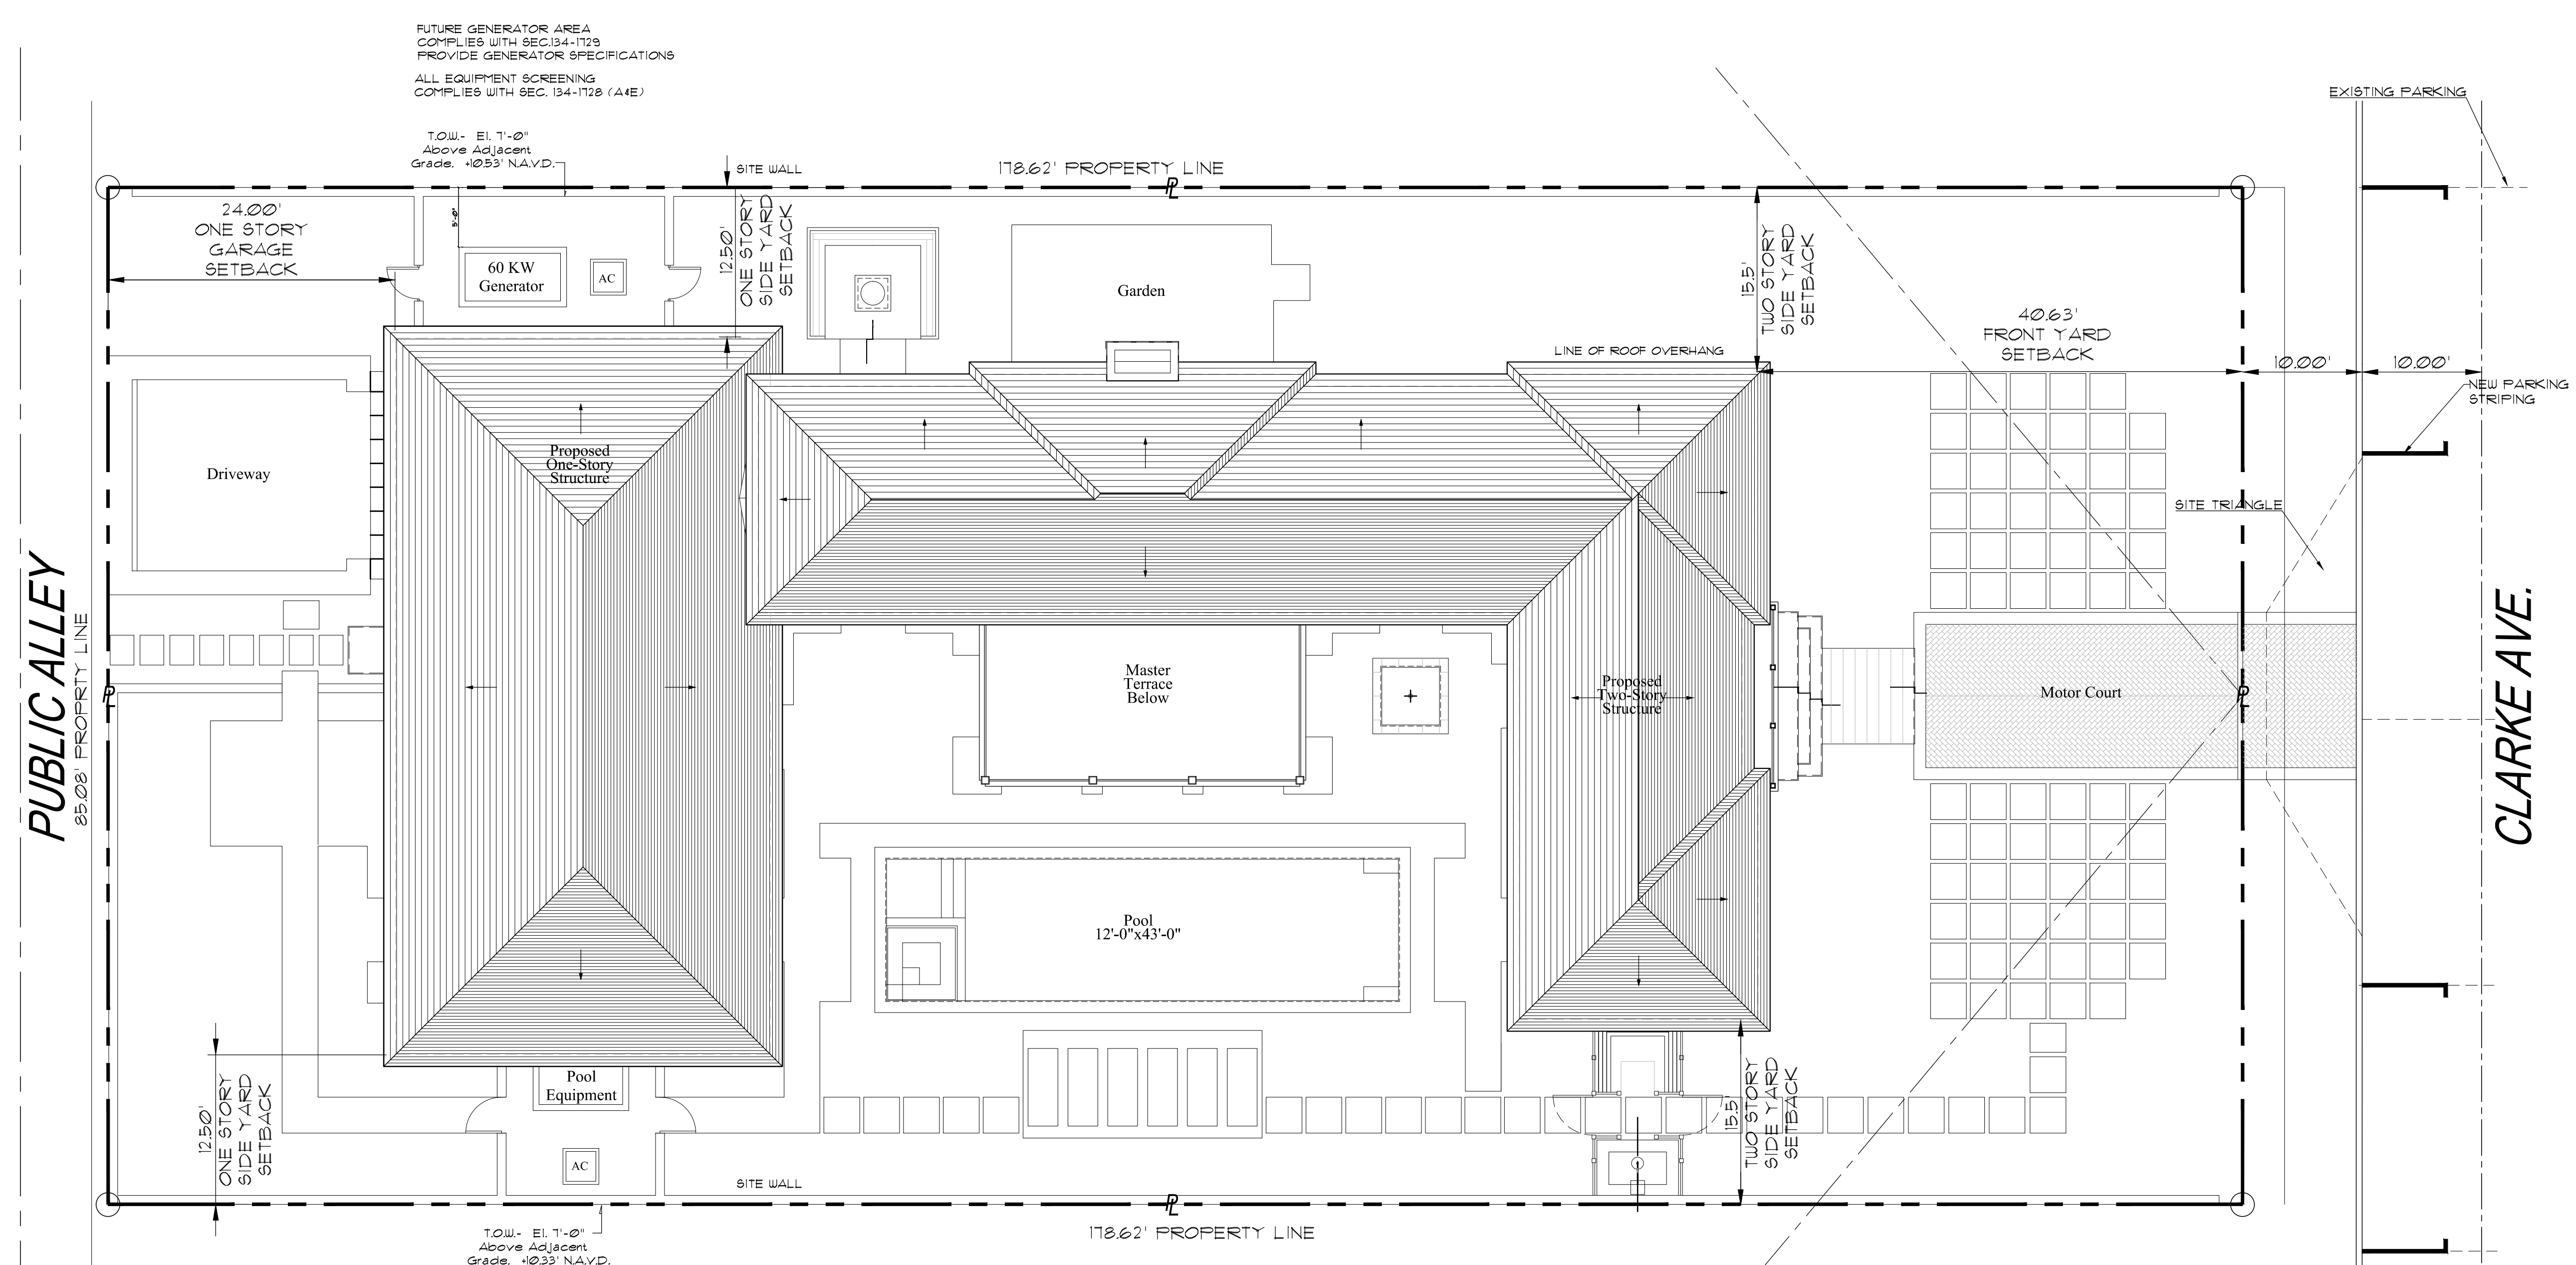 FUTURE GENERATOR AREA
COMPLIES WITH SEC.134-1729
PROVIDE GENERATOR SPECIFICATIONS
ALL EQUIPMENT SCREENING
COMPLIES WITH SEC. 134-1728 (A&E)
EXISTING PARKING
T.O.W.- El. 7'-0"
Above Adjacent
Grade. +10.53' N.A.V.D.
SITE WALL
178.62' PROPERTY LINE
PL
24.00'
ONE STORY
GARAGE
SETBACK
5'-0"
60 KW
Generator
AC
12.50'
ONE STORY
SIDE YARD
SETBACK
Garden
15.5'
TWO STORY
SIDE YARD
SETBACK
40.63'
FRONT YARD
SETBACK
LINE OF ROOF OVERHANG
10.00'
10.00'
NEW PARKING
STRIPING
Driveway
Proposed
One-Story
Structure
SITE TRIANGLE
PUBLIC ALLEY
85.08' PROPERTY LINE
PL
Master
Terrace
Below
Proposed
Two-Story
Structure
Motor Court
PL
CLARKE AVE.
Pool
12'-0"x43'-0"
Pool
Equipment
12.50'
ONE STORY
SIDE YARD
SETBACK
AC
15.5'
TWO STORY
SIDE YARD
SETBACK
SITE WALL
PL
178.62' PROPERTY LINE
T.O.W.- El. 7'-0"
Above Adjacent
Grade. +10.33' N.A.V.D.